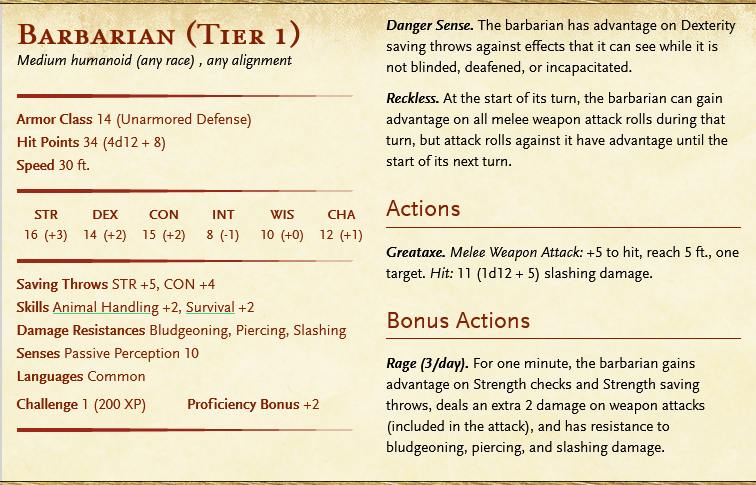 Barbarian (Tier 1)
Medium humanoid (any race) , any alignment
Armor Class 14 (Unarmored Defense)
Hit Points 34 (4d12 + 8)
Speed 30 ft.
STR DEX CON INT WIS CHA
16 (+3) 14 (+2) 15 (+2) 8 (-1) 10 (+0) 12 (+1)
Saving Throws STR +5, CON +4
Skills Animal Handling +2, Survival +2
Damage Resistances Bludgeoning, Piercing, Slashing
Senses Passive Perception 10
Languages Common
Challenge 1 (200 XP) Proficiency Bonus +2
Danger Sense. The barbarian has advantage on Dexterity
saving throws against effects that it can see while it is
not blinded, deafened, or incapacitated.
Reckless. At the start of its turn, the barbarian can gain
advantage on all melee weapon attack rolls during that
turn, but attack rolls against it have advantage until the
start of its next turn.
Actions
Greataxe. Melee Weapon Attack: +5 to hit, reach 5 ft., one
target. Hit: 11 (1d12 + 5) slashing damage.
Bonus Actions
Rage (3/day). For one minute, the barbarian gains
advantage on Strength checks and Strength saving
throws, deals an extra 2 damage on weapon attacks
(included in the attack), and has resistance to
bludgeoning, piercing, and slashing damage.